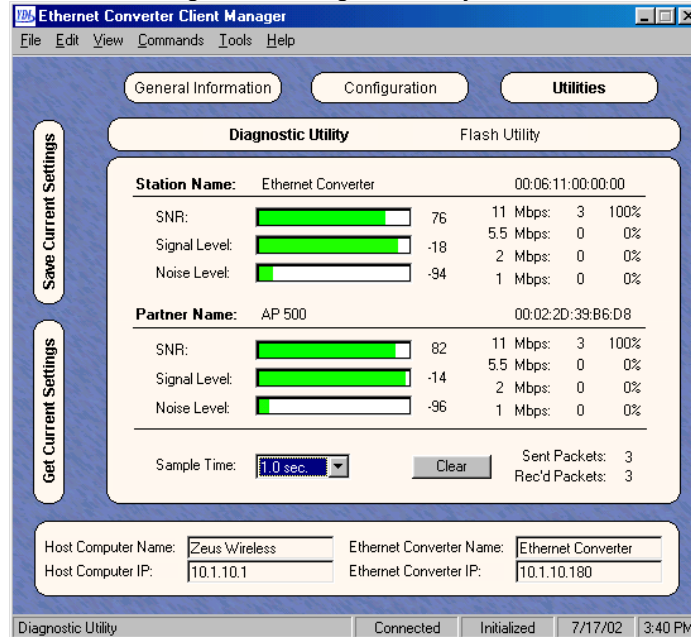 YDI Ethernet Converter Client Manager
File Edit View Commands Tools Help
General Information Configuration Utilities
Diagnostic Utility Flash Utility
Save Current Settings
Get Current Settings
Station Name: Ethernet Converter 00:06:11:00:00:00
SNR: 76 11 Mbps: 3 100%
Signal Level: -18 5.5 Mbps: 0 0%
Noise Level: -94 2 Mbps: 0 0%
1 Mbps: 0 0%
Partner Name: AP 500 00:02:2D:39:B6:D8
SNR: 82 11 Mbps: 3 100%
Signal Level: -14 5.5 Mbps: 0 0%
Noise Level: -96 2 Mbps: 0 0%
1 Mbps: 0 0%
Sample Time: 1.0 sec. Clear Sent Packets: 3
Rec'd Packets: 3
Host Computer Name: Zeus Wireless Ethernet Converter Name: Ethernet Converter
Host Computer IP: 10.1.10.1 Ethernet Converter IP: 10.1.10.180
Diagnostic Utility Connected Initialized 7/17/02 3:40 PM